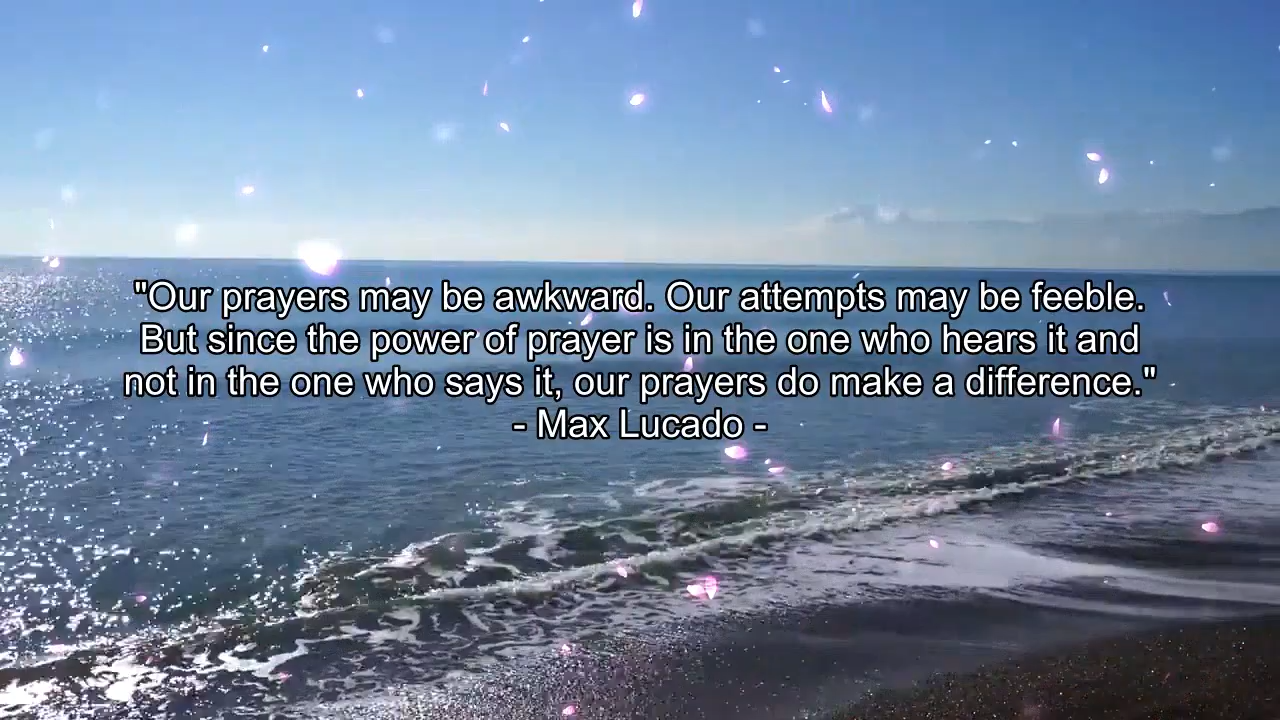 "Our prayers may be awkward. Our attempts may be feeble.
But since the power of prayer is in the one who hears it and
not in the one who says it, our prayers do make a difference."
- Max Lucado -